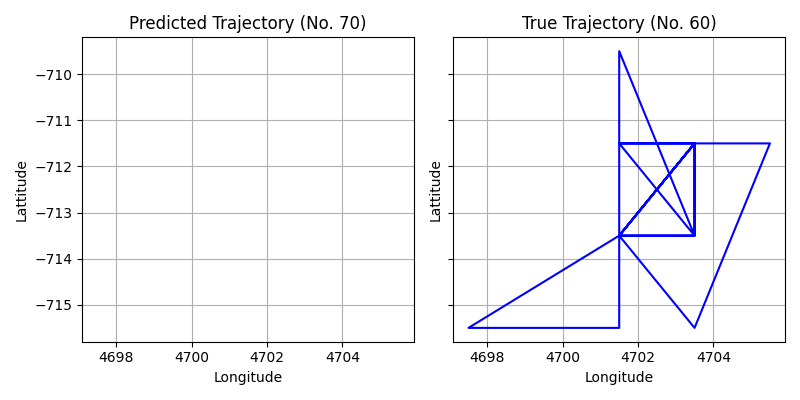 Predicted Trajectory (No. 70)
True Trajectory (No. 60)
−710
−711
−712
−713
−714
−715
Lattitude
Lattitude
4698 4700 4702 4704
4698 4700 4702 4704
Longitude
Longitude